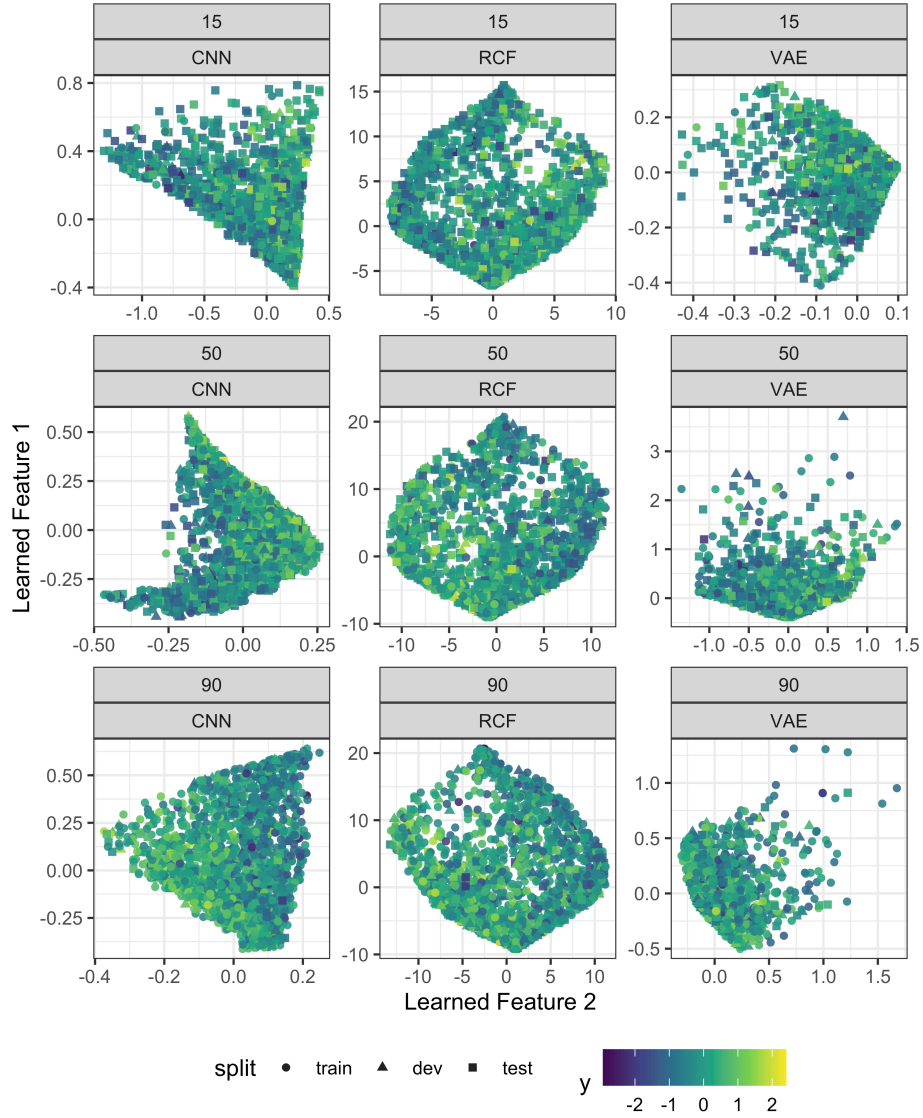 15 15 15
CNN RCF VAE
0.8
0.4
0.0
-0.4
-1.0 -0.5 0.0 0.5
15
10
5
0
-5
-5 0 5 10
0.2
0.0
-0.2
-0.4
-0.4 -0.3 -0.2 -0.1 0.0 0.1
50 50 50
CNN RCF VAE
0.50
0.25
0.00
-0.25
-0.50 -0.25 0.00 0.25
20
10
0
-10
-10 -5 0 5 10
3
2
1
0
-1.0 -0.5 0.0 0.5 1.0 1.5
Learned Feature 1
90 90 90
CNN RCF VAE
0.50
0.25
0.00
-0.25
-0.4 -0.2 0.0 0.2
20
10
0
-10
-10 -5 0 5 10
1.0
0.5
0.0
-0.5
0.0 0.5 1.0 1.5
Learned Feature 2
split train dev test
y
-2 -1 0 1 2